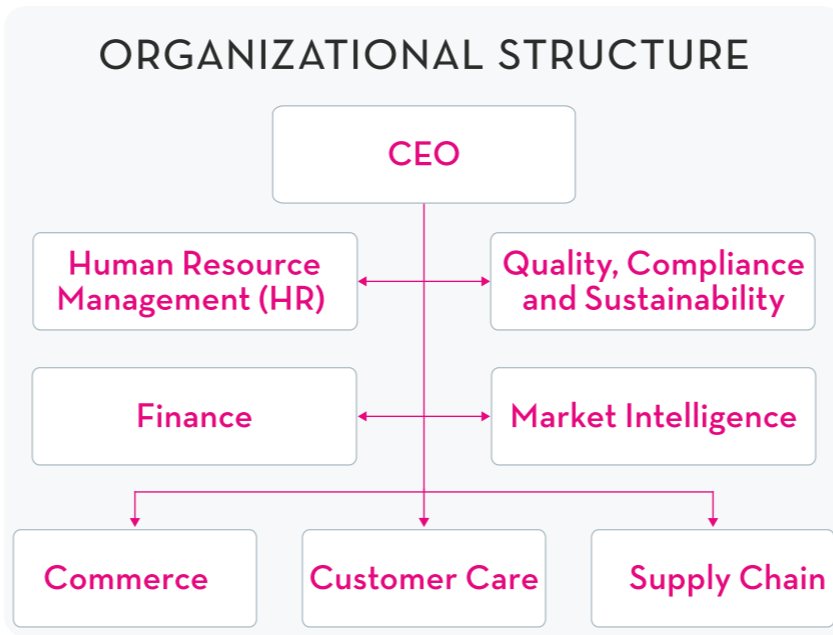 ORGANIZATIONAL STRUCTURE
CEO
Human Resource
Management (HR)
Quality, Compliance
and Sustainability
Finance
Market Intelligence
Commerce
Customer Care
Supply Chain